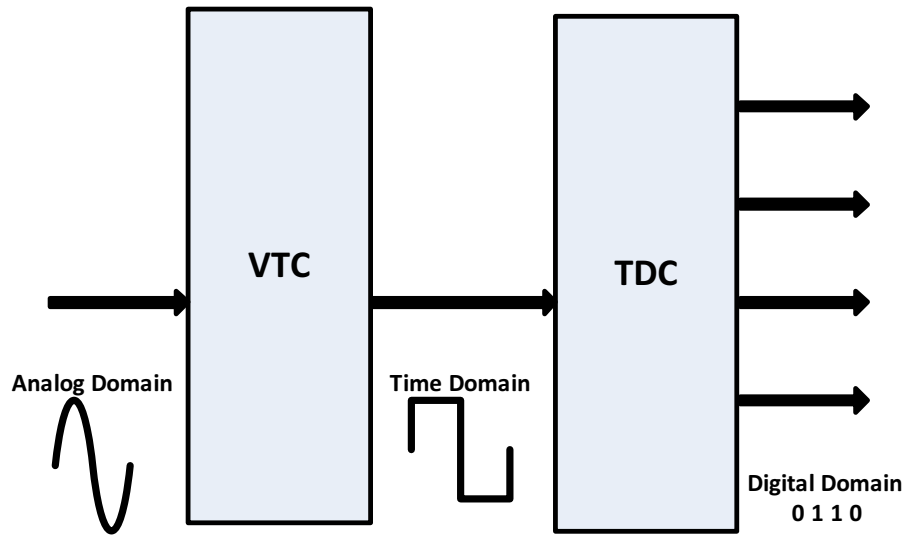 VTC
TDC
Analog Domain
Time Domain
Digital Domain
0 1 1 0